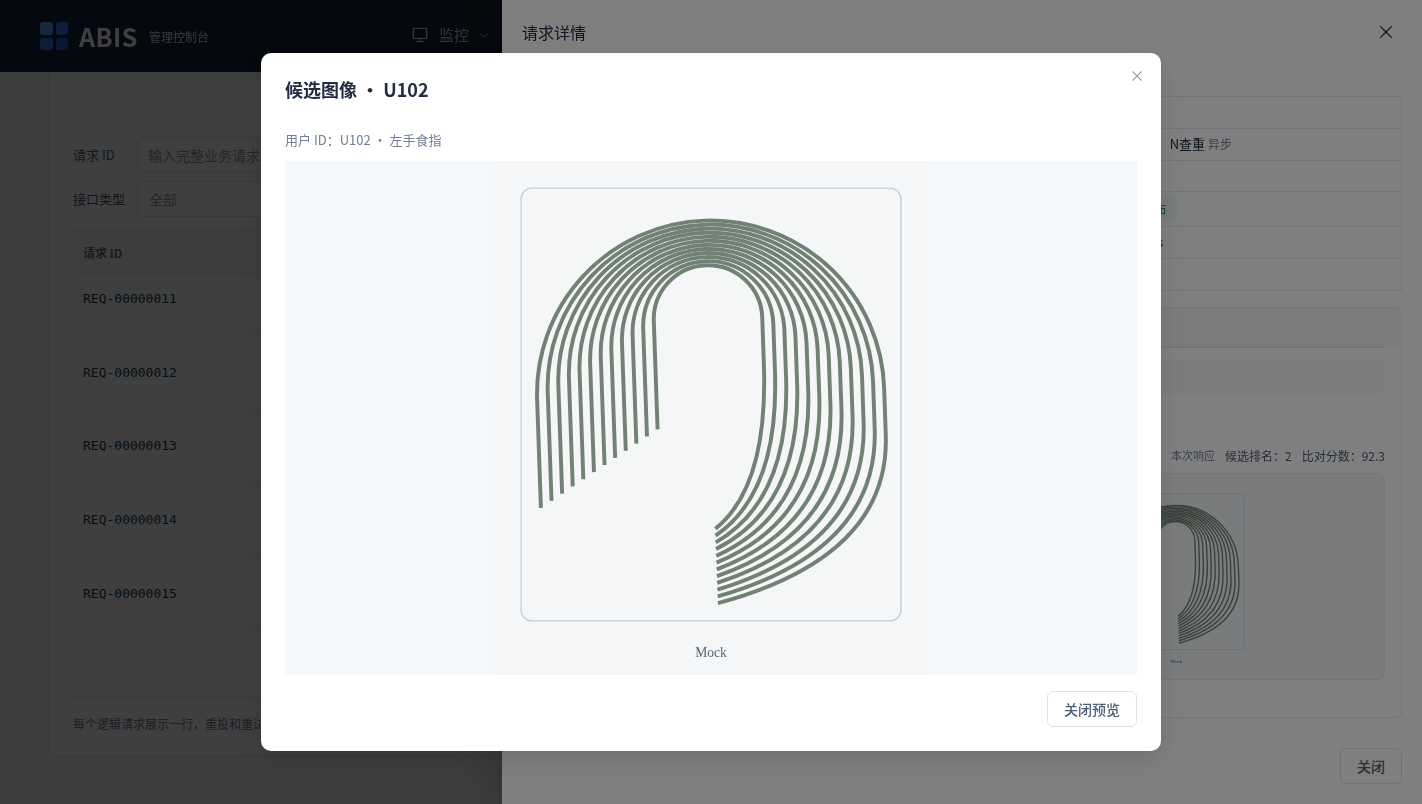 ABIS 管理控制台 监控
请求详情
候选图像 · U102
用户 ID：U102 · 左手食指
请求 ID 输入完整业务请求
接口类型 全部
请求 ID
REQ-00000011
REQ-00000012
REQ-00000013
REQ-00000014
REQ-00000015
每个逻辑请求展示一行，重投和重试
N查重 异步
本次响应 候选排名：2 比对分数：92.3
Mock
Mock
关闭预览
关闭